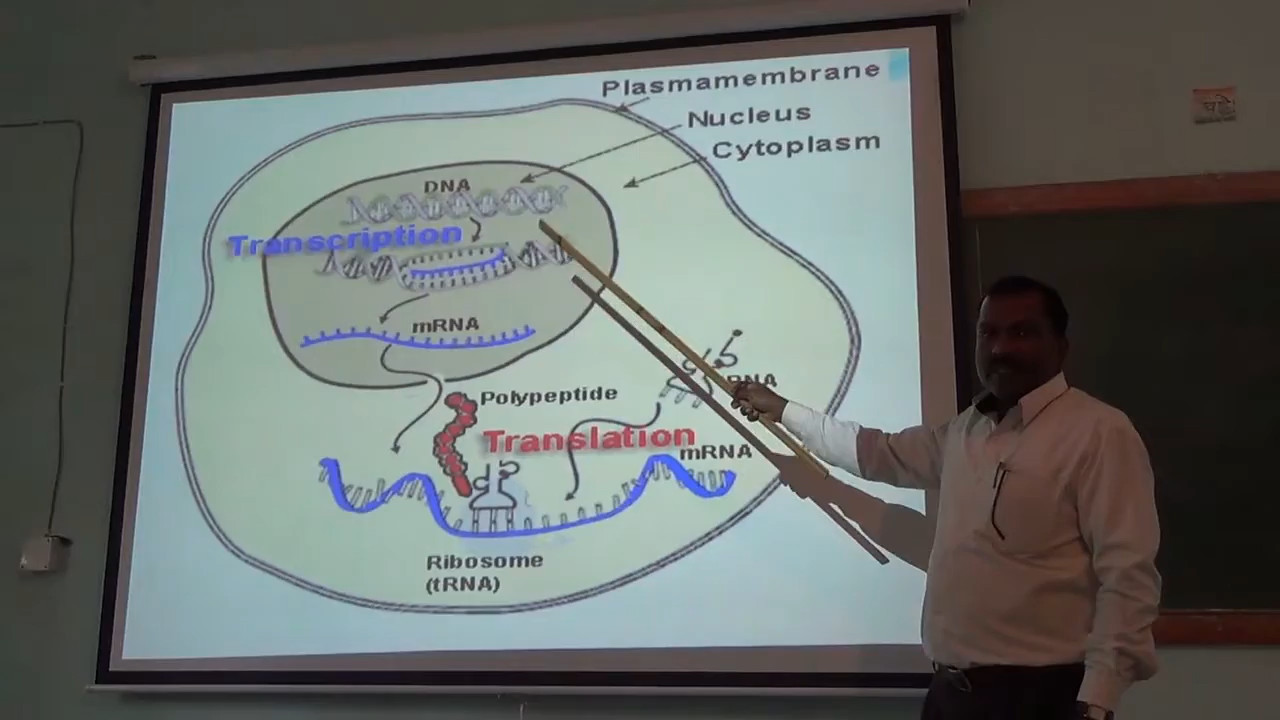 Plasmamembrane
Nucleus
Cytoplasm
DNA
Transcription
mRNA
Polypeptide
Translation
mRNA
Ribosome
(tRNA)